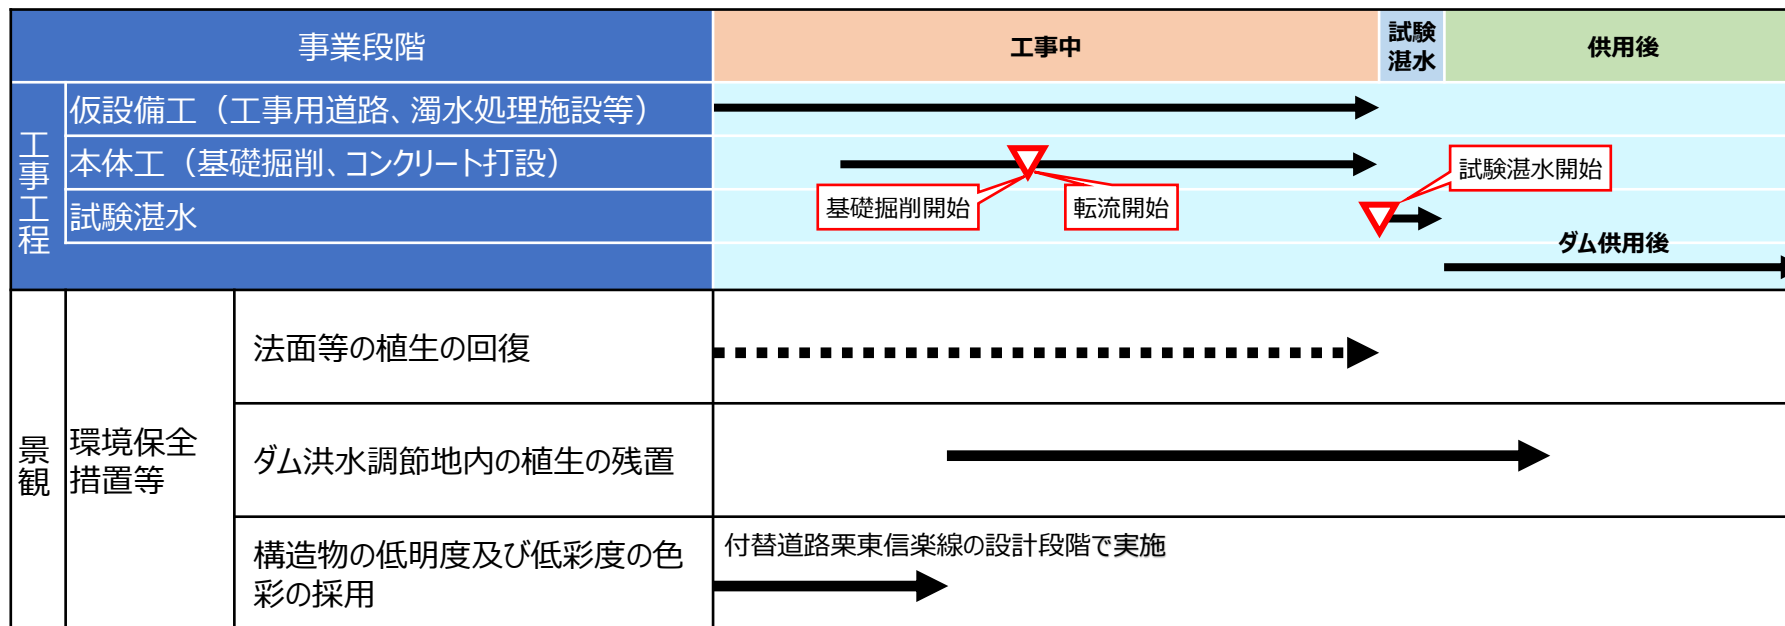 事業段階
工事中
試験
湛水
供用後
工事工程
仮設備工（工事用道路、濁水処理施設等）
本体工（基礎掘削、コンクリート打設）
試験湛水
基礎掘削開始
転流開始
試験湛水開始
ダム供用後
景観
環境保全
措置等
法面等の植生の回復
ダム洪水調節地内の植生の残置
構造物の低明度及び低彩度の色
彩の採用
付替道路栗東信楽線の設計段階で実施